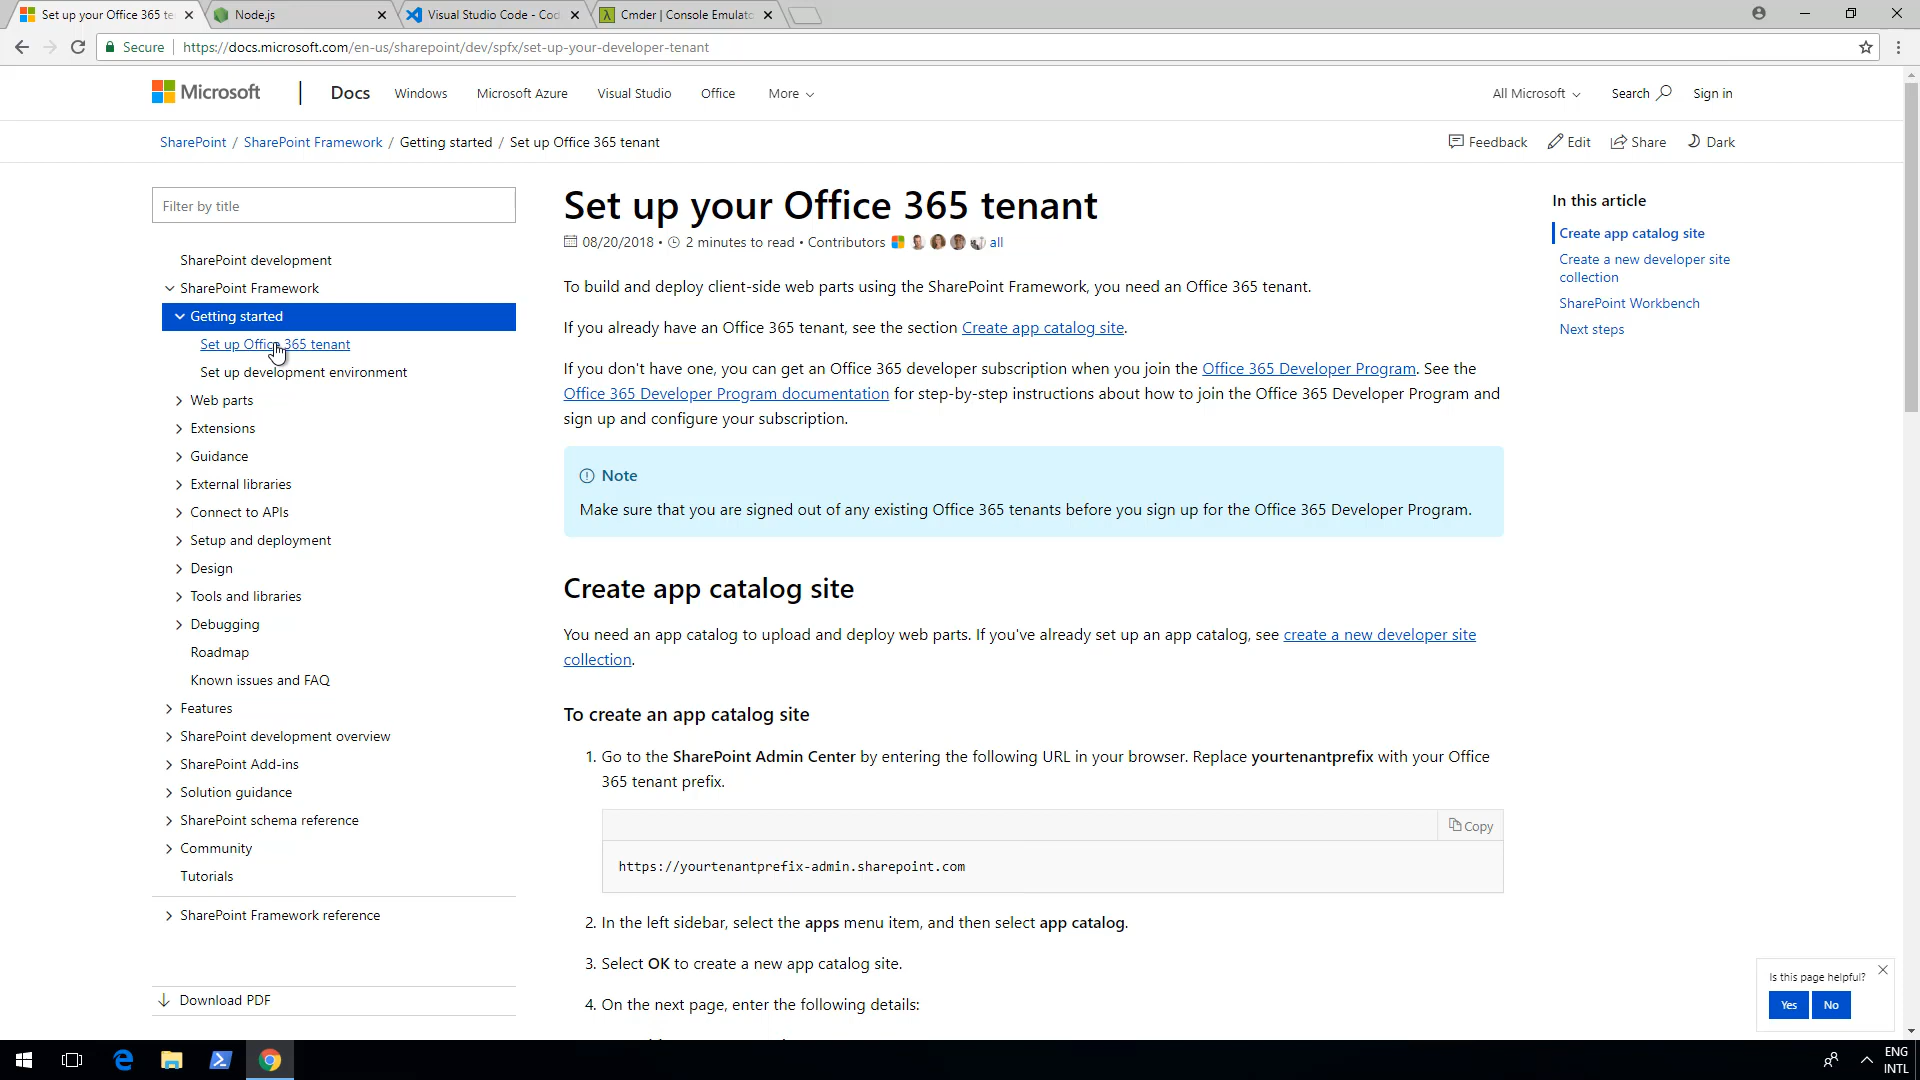 Set up your Office 365 te
Node.js
Visual Studio Code - Cod
Cmder | Console Emulato
Secure
https://docs.microsoft.com/en-us/sharepoint/dev/spfx/set-up-your-developer-tenant
Microsoft
Docs
Windows
Microsoft Azure
Visual Studio
Office
More
All Microsoft
Search
Sign in
SharePoint / SharePoint Framework / Getting started / Set up Office 365 tenant
Feedback
Edit
Share
Dark
Filter by title
SharePoint development
SharePoint Framework
Getting started
Set up Office 365 tenant
Set up development environment
Web parts
Extensions
Guidance
External libraries
Connect to APIs
Setup and deployment
Design
Tools and libraries
Debugging
Roadmap
Known issues and FAQ
Features
SharePoint development overview
SharePoint Add-ins
Solution guidance
SharePoint schema reference
Community
Tutorials
SharePoint Framework reference
Download PDF
Set up your Office 365 tenant
08/20/2018 • 2 minutes to read • Contributors all
To build and deploy client-side web parts using the SharePoint Framework, you need an Office 365 tenant.
If you already have an Office 365 tenant, see the section Create app catalog site.
If you don't have one, you can get an Office 365 developer subscription when you join the Office 365 Developer Program. See the
Office 365 Developer Program documentation for step-by-step instructions about how to join the Office 365 Developer Program and
sign up and configure your subscription.
Note
Make sure that you are signed out of any existing Office 365 tenants before you sign up for the Office 365 Developer Program.
Create app catalog site
You need an app catalog to upload and deploy web parts. If you've already set up an app catalog, see create a new developer site
collection.
To create an app catalog site
1. Go to the SharePoint Admin Center by entering the following URL in your browser. Replace yourtenantprefix with your Office
365 tenant prefix.
Copy
https://yourtenantprefix-admin.sharepoint.com
2. In the left sidebar, select the apps menu item, and then select app catalog.
3. Select OK to create a new app catalog site.
4. On the next page, enter the following details:
In this article
Create app catalog site
Create a new developer site
collection
SharePoint Workbench
Next steps
Is this page helpful?
Yes
No
ENG
INTL